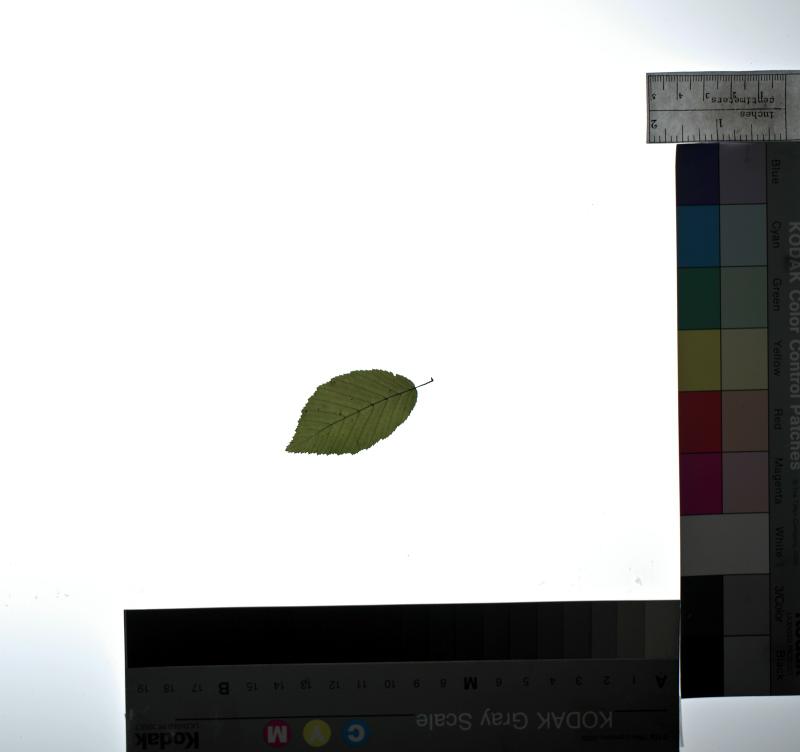 5 4 3 2 1
centimeters
inches
2 1
Blue
Cyan
Green
Yellow
Red
Magenta
White
3/Color
Black
KODAK Color Control Patches
A 1 2 3 4 5 6 M 8 9 10 11 12 13 14 15 B 17 18 19
KODAK Gray Scale
C Y M
Kodak